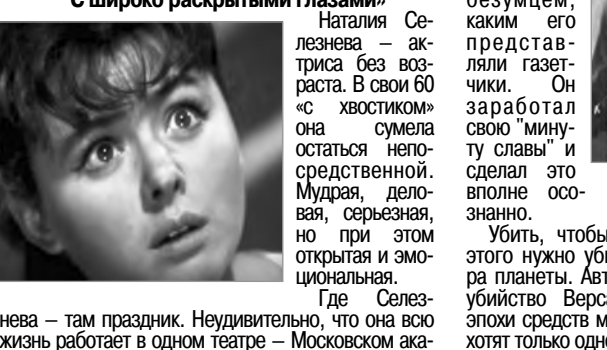 С широко раскрытыми глазами»
Наталия Се-
лезнева – ак-
триса без воз-
раста. В свои 60
«с хвостиком»
она сумела
остаться непо-
средственной.
Мудрая, дело-
вая, серьезная,
но при этом
открытая и эмо-
циональная.
Где Селез-
нева – там праздник. Неудивительно, что она всю
жизнь работает в одном театре – Московском ака-
безумцем,
каким его
представ-
ляли газет-
чики. Он
заработал
свою "мину-
ту славы" и
сделал это
вполне осо-
знанно.
Убить, чтобы
этого нужно уби
ра планеты. Авт
убийство Верса
эпохи средств м
хотят только одно